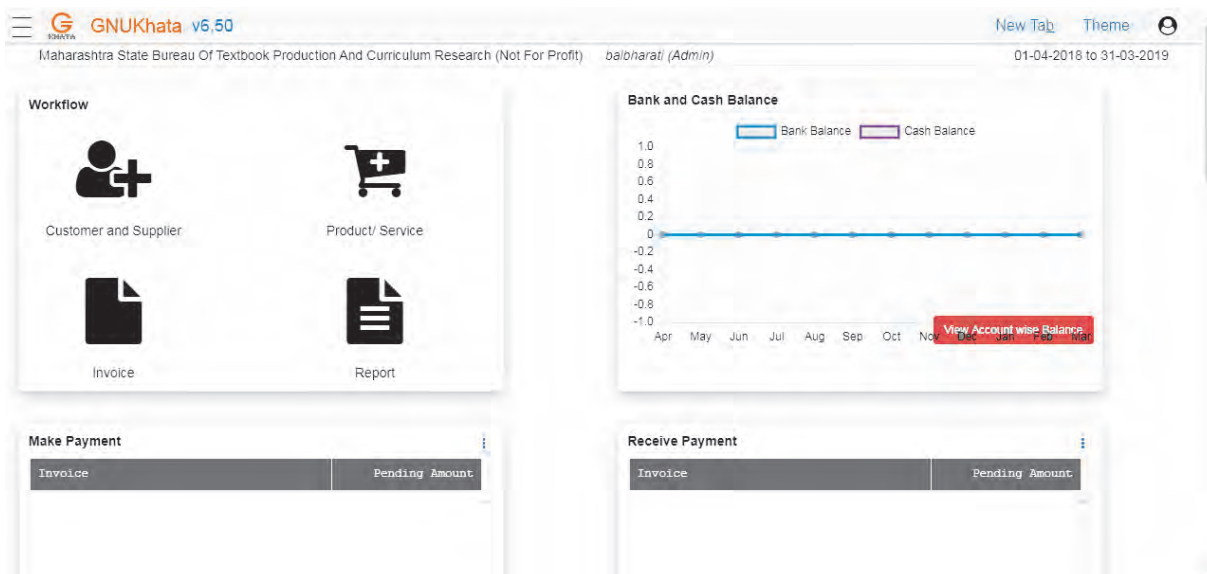 GNUKhata v6,50
New Tab Theme
KHATA
Maharashtra State Bureau Of Textbook Production And Curriculum Research (Not For Profit) balbharati (Admin) 01-04-2018 to 31-03-2019
Workflow
Customer and Supplier
Product/ Service
Invoice
Report
Bank and Cash Balance
Bank Balance Cash Balance
1.0
0.8
0.6
0.4
0.2
0
-0.2
-0.4
-0.6
-0.8
-1.0
View Account wise Balance
Apr May Jun Jul Aug Sep Oct Nov Dec Jan Feb Mar
Make Payment
Invoice Pending Amount
Receive Payment
Invoice Pending Amount